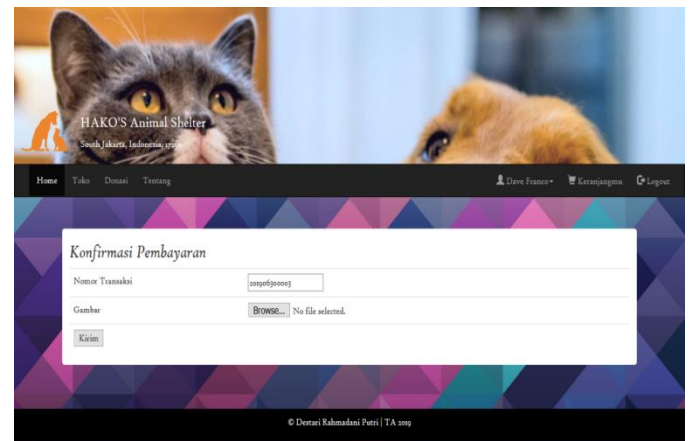 HAKO'S Animal Shelter
South Jakarta, Indonesia,
Home Toko Donasi Tentang Dave Franco Keranjangmu Logout
Konfirmasi Pembayaran
Nomor Transaksi 201906300003
Gambar Browse... No file selected.
Kirim
© Destari Rahmadani Putri | TA 2019